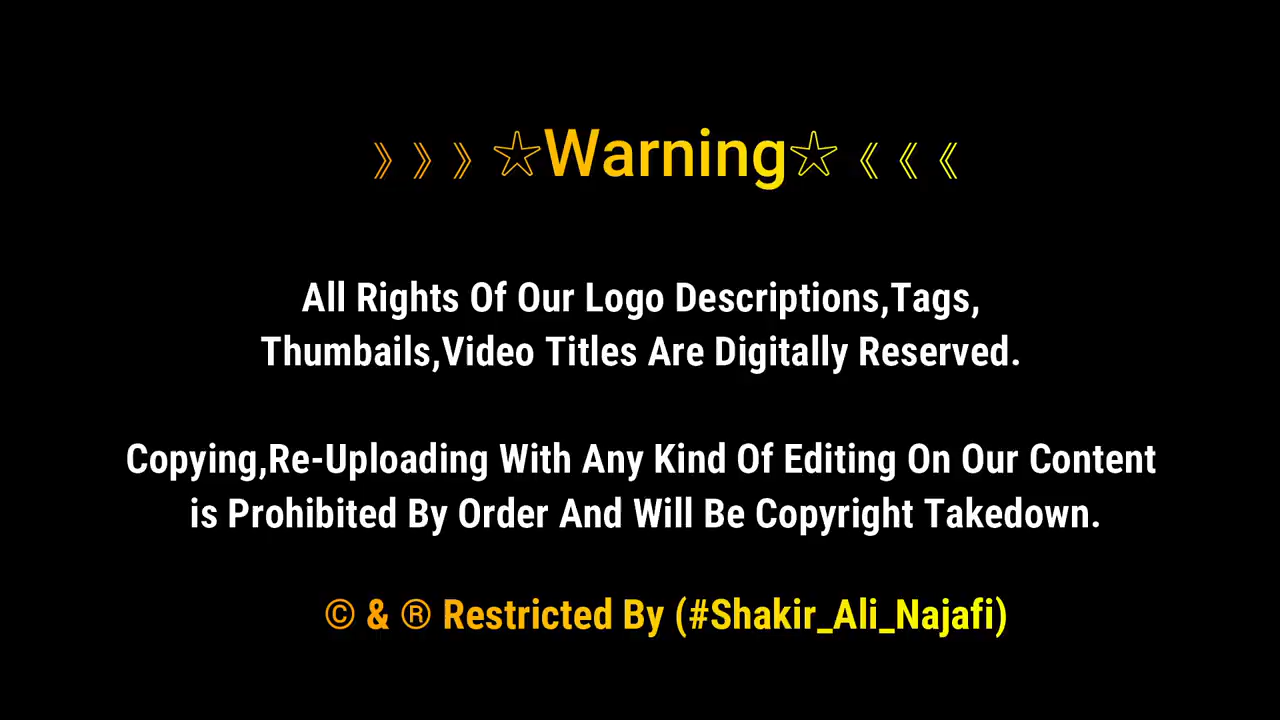 》》》☆Warning☆《《《
All Rights Of Our Logo Descriptions,Tags,
Thumbails,Video Titles Are Digitally Reserved.
Copying,Re-Uploading With Any Kind Of Editing On Our Content
is Prohibited By Order And Will Be Copyright Takedown.
© & ® Restricted By (#Shakir_Ali_Najafi)